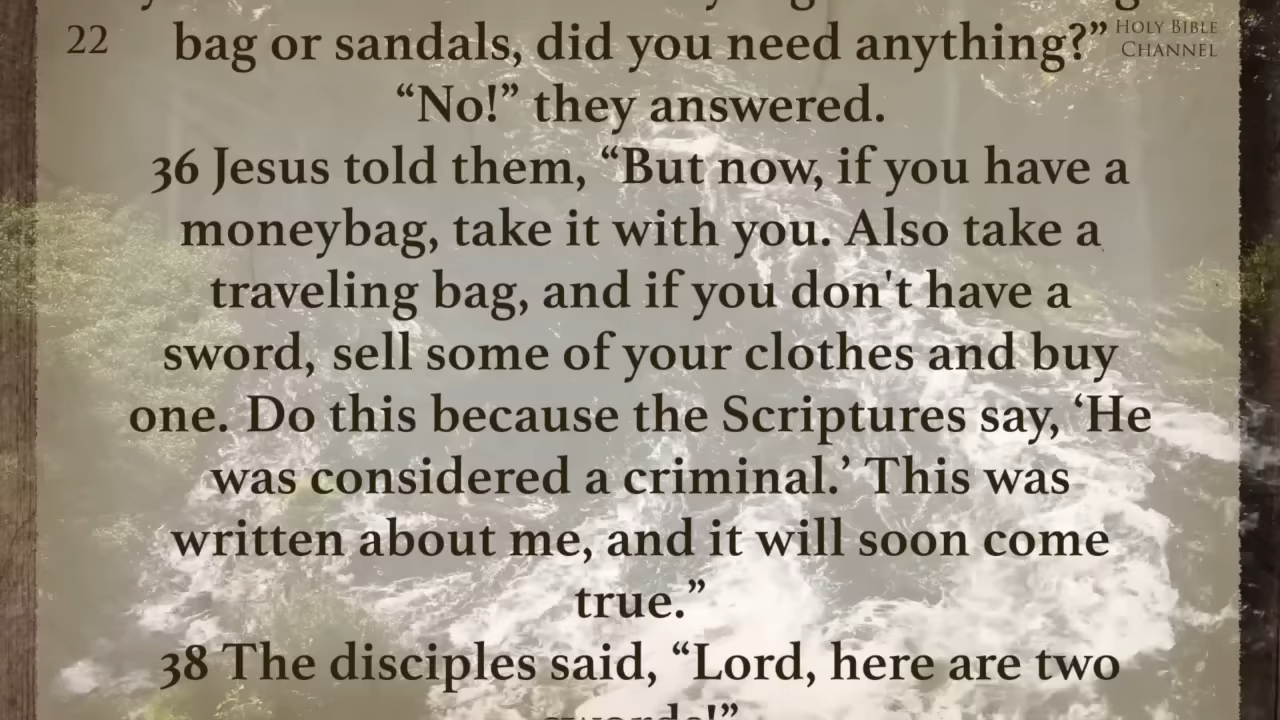 22
HOLY BIBLE
CHANNEL
bag or sandals, did you need anything?”
“No!” they answered.
36 Jesus told them, “But now, if you have a
moneybag, take it with you. Also take a
traveling bag, and if you don't have a
sword, sell some of your clothes and buy
one. Do this because the Scriptures say, ‘He
was considered a criminal.’ This was
written about me, and it will soon come
true.”
38 The disciples said, “Lord, here are two
swords!”